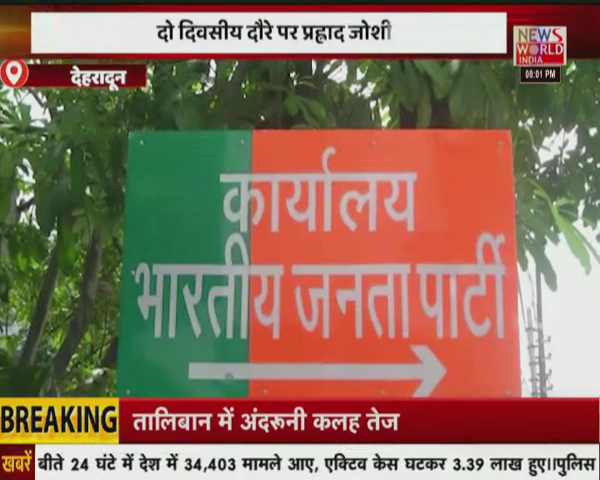 दो दिवसीय दौरे पर प्रह्लाद जोशी
NEWS
WORLD
INDIA
08:01 PM
देहरादून
कार्यालय
भारतीय जनता पार्टी
BREAKING
तालिबान में अंदरूनी कलह तेज
खबरें
बीते 24 घंटे में देश में 34,403 मामले आए, एक्टिव केस घटकर 3.39 लाख हुए।।पुलिस